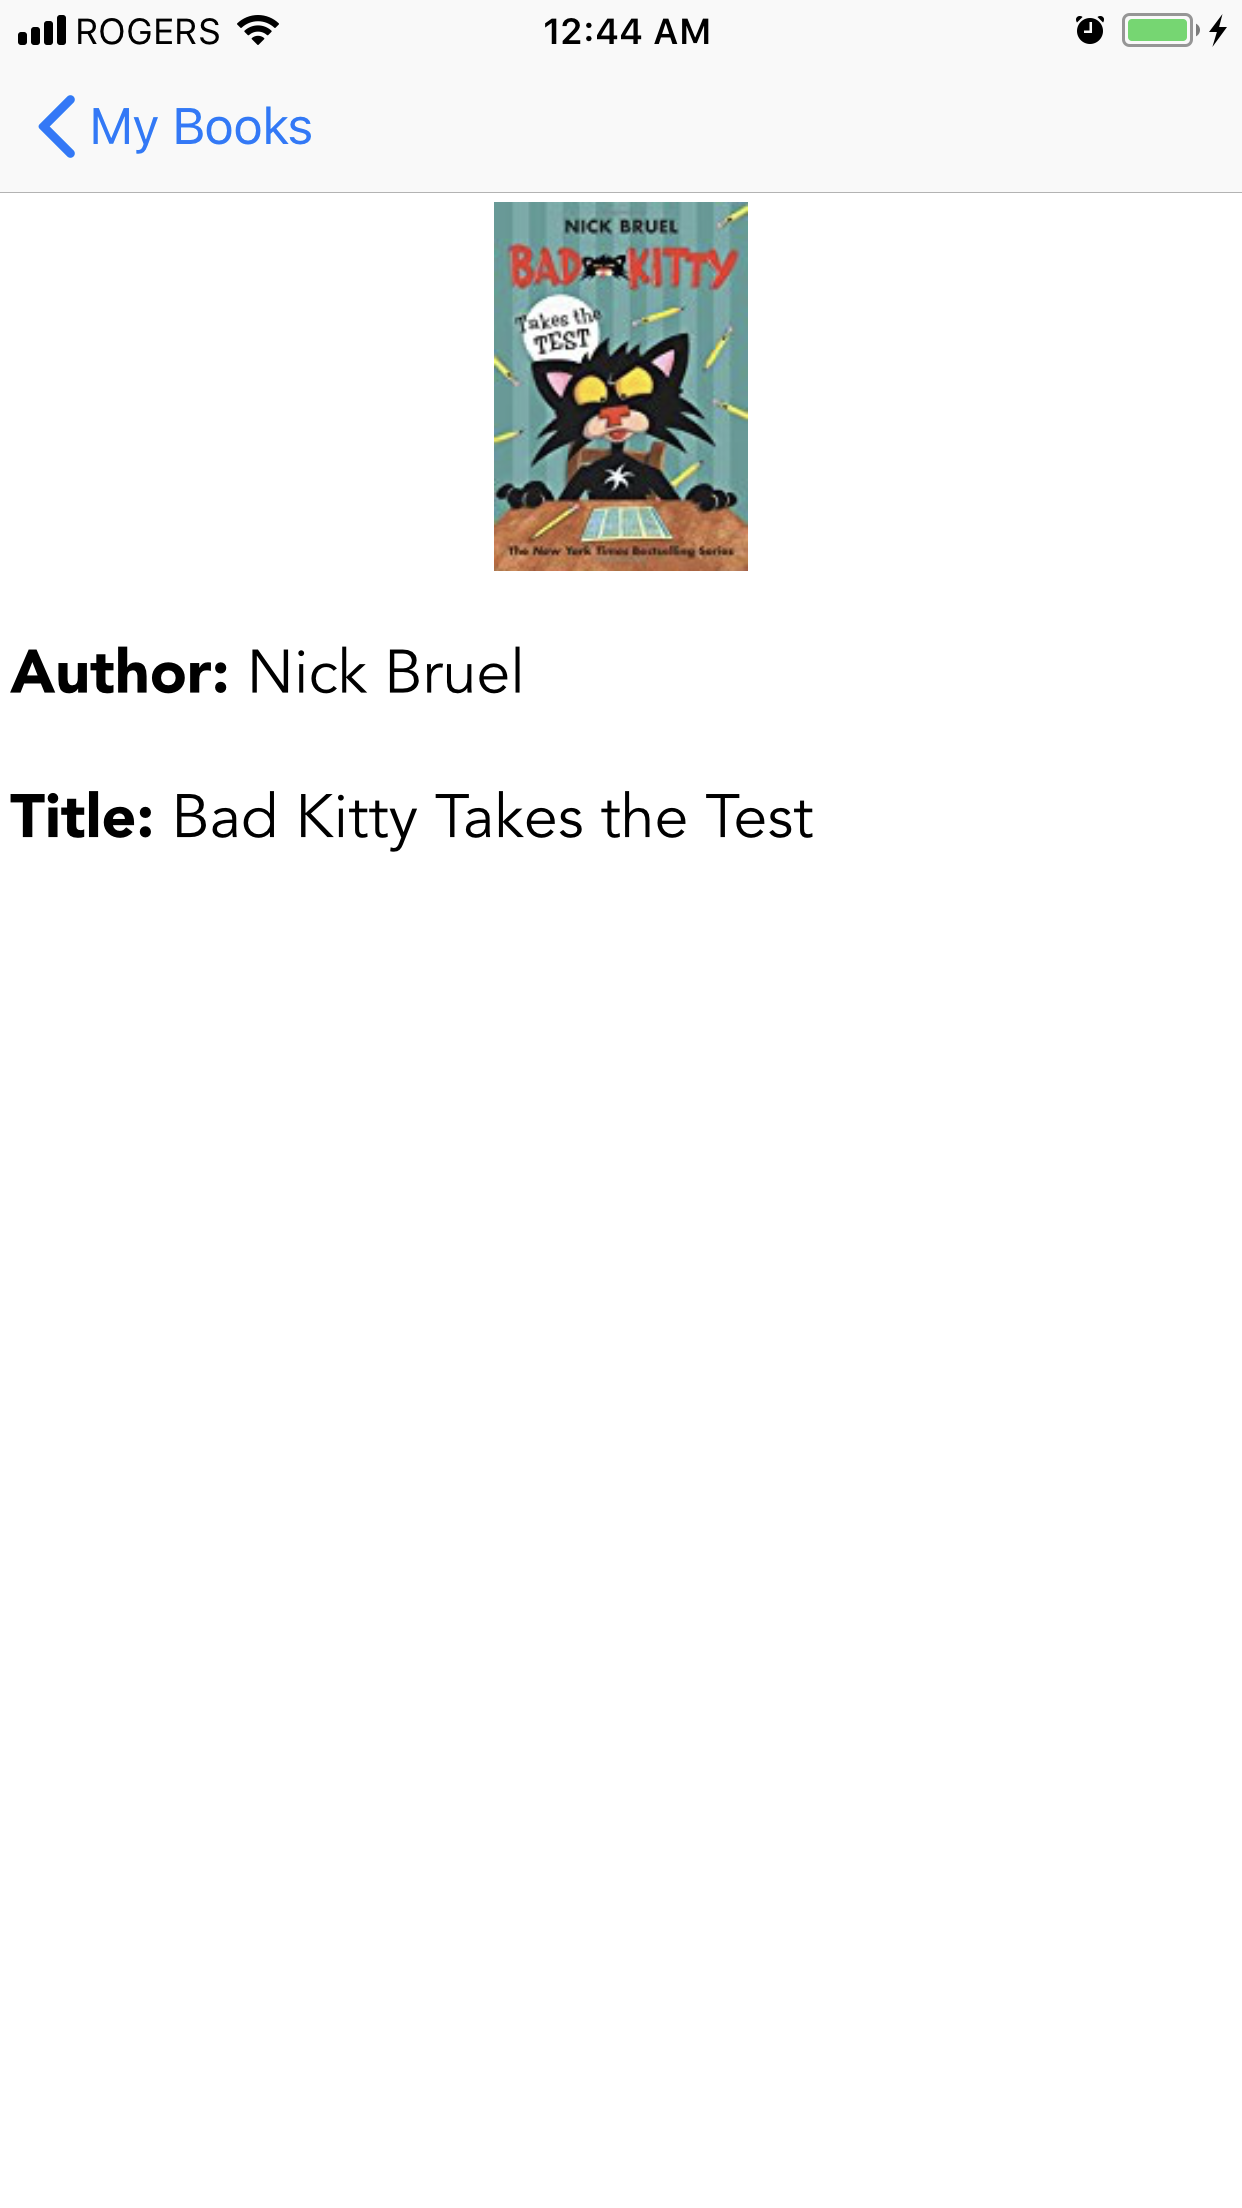 ROGERS 12:44 AM
My Books
NICK BRUEL
BAD KITTY
Takes the
TEST
The New York Times Bestselling Series
Author: Nick Bruel
Title: Bad Kitty Takes the Test